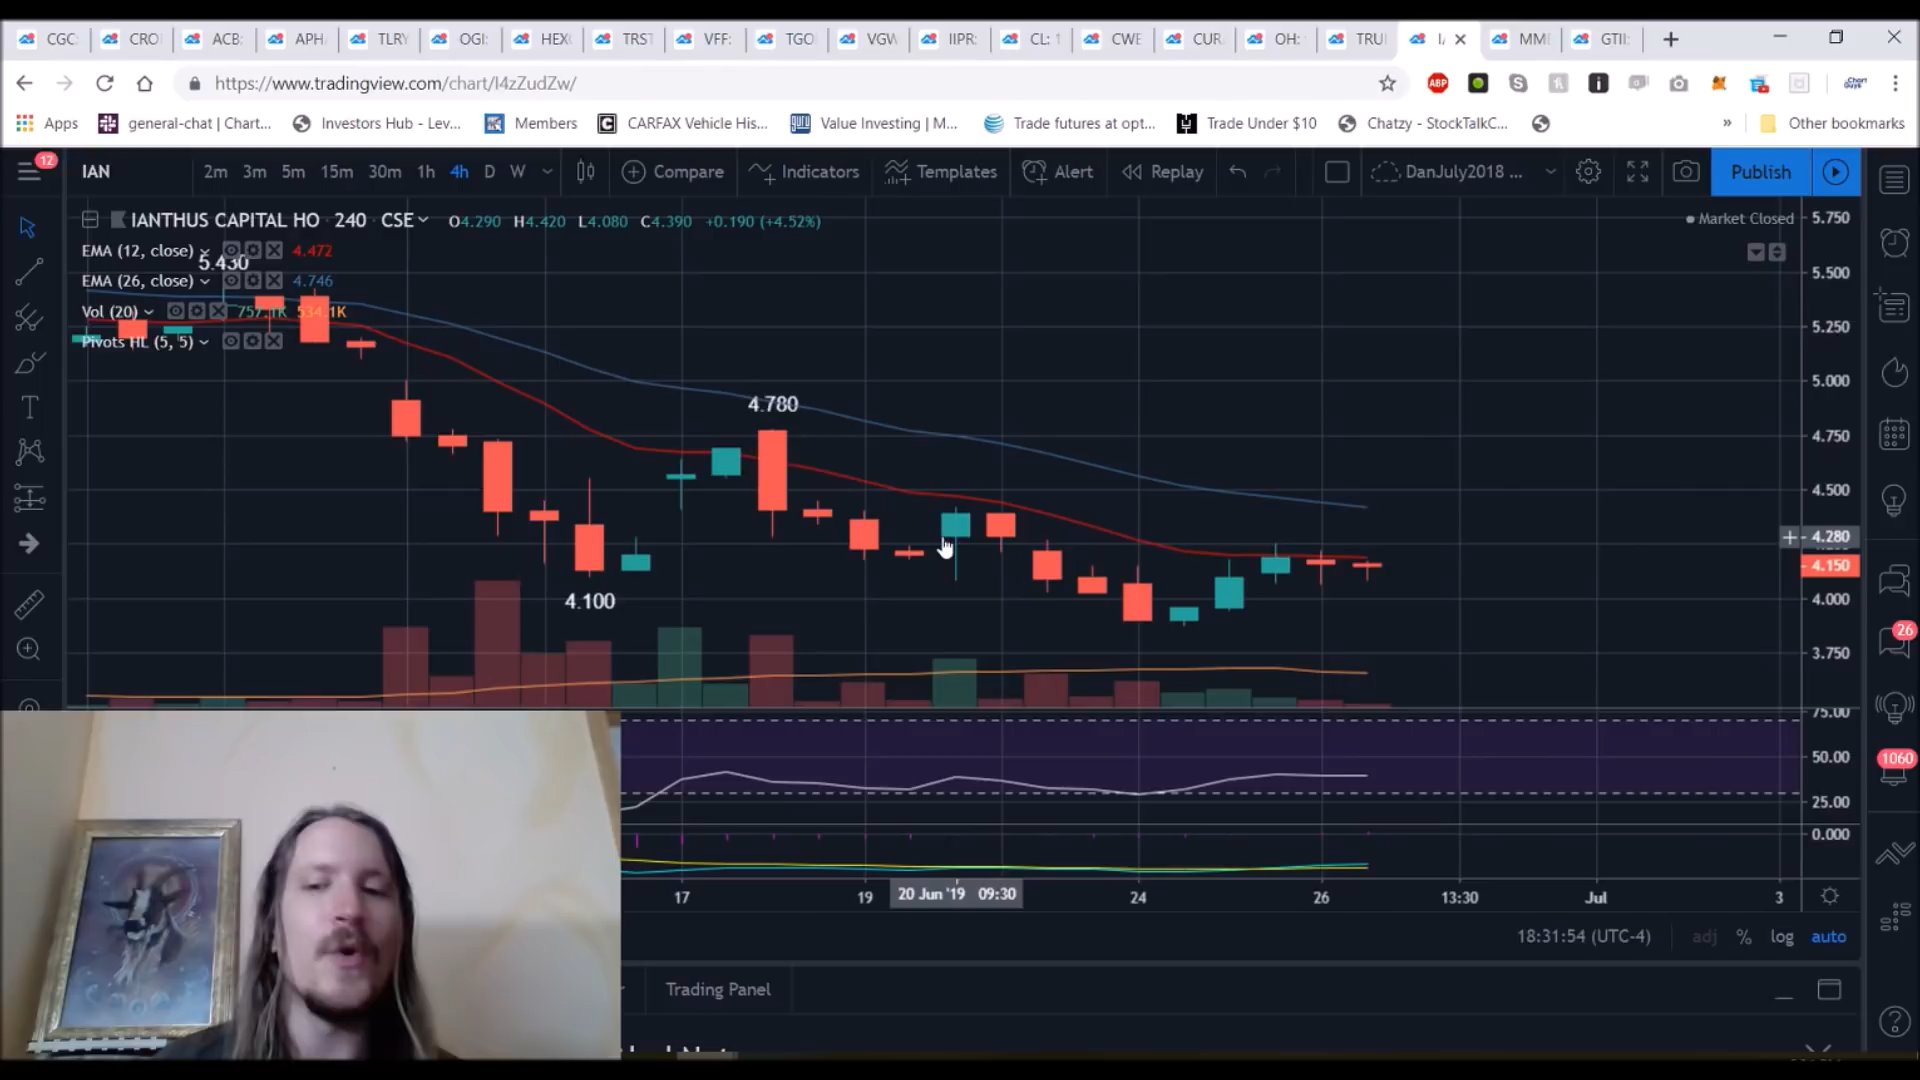 CGC: CRO ACB: APH TLRY OGI: HEX TRST VFF: TGO VGW IIPR: CL: 1 CWE CUR OH: TRUL I MM GTII:
https://www.tradingview.com/chart/I4zZudZw/
Apps general-chat | Chart... Investors Hub - Lev... Members CARFAX Vehicle His... Value Investing | M... Trade futures at opt... Trade Under $10 Chatzy - StockTalkC... » Other bookmarks
12 IAN 2m 3m 5m 15m 30m 1h 4h D W Compare Indicators Templates Alert Replay DanJuly2018 ... Publish
IANTHUS CAPITAL HO · 240 · CSE O4.290 H4.420 L4.080 C4.390 +0.190 (+4.52%) Market Closed 5.750
EMA (12, close) 4.472
5.430
5.500
EMA (26, close) 4.746
Vol (20) 757.1K 534.1K
5.250
Pivots HL (5, 5)
5.000
4.780
4.750
4.500
4.280
4.150
4.100
4.000
26
3.750
75.00
50.00
1060
25.00
0.000
17 19 20 Jun '19 09:30 24 26 13:30 Jul 3
18:31:54 (UTC-4) adj % log auto
Trading Panel